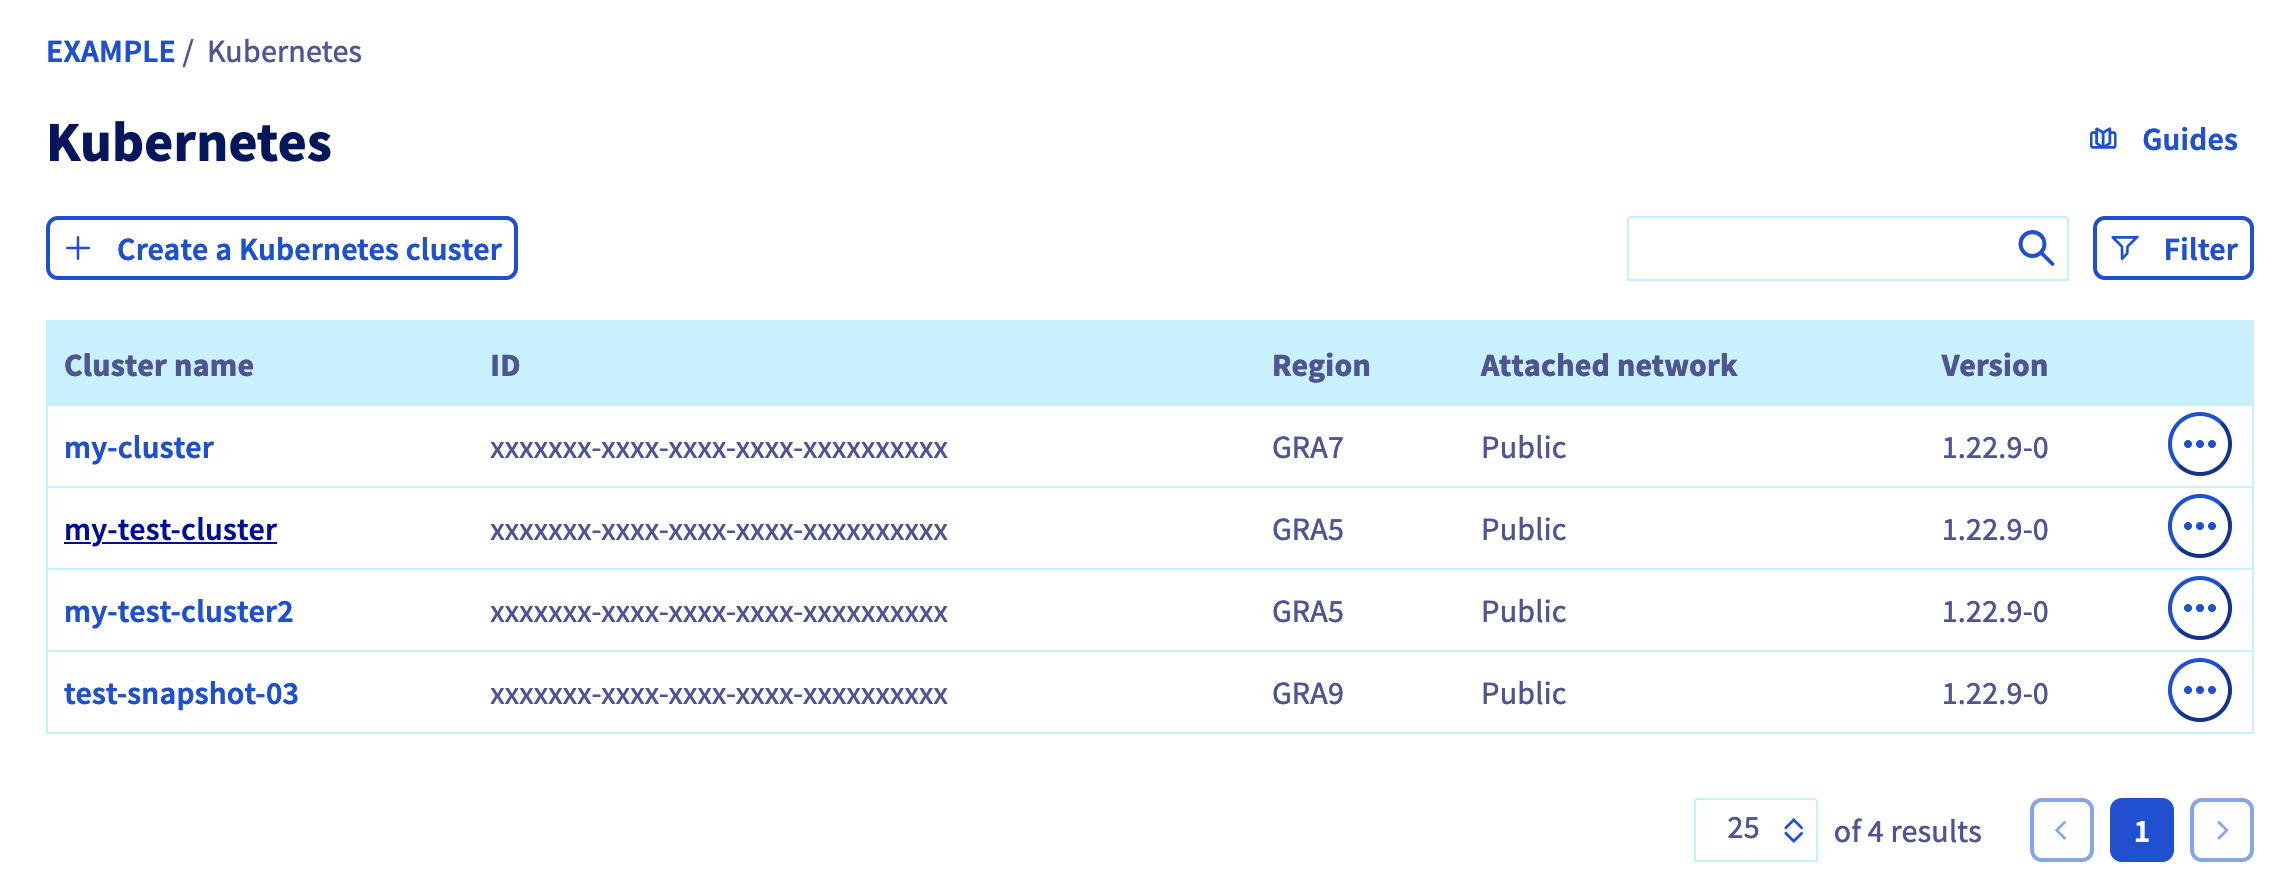 EXAMPLE / Kubernetes
Kubernetes
Guides
Create a Kubernetes cluster
Filter
Cluster name ID Region Attached network Version
my-cluster xxxxxxx-xxxx-xxxx-xxxx-xxxxxxxxxx GRA7 Public 1.22.9-0
my-test-cluster xxxxxxx-xxxx-xxxx-xxxx-xxxxxxxxxx GRA5 Public 1.22.9-0
my-test-cluster2 xxxxxxx-xxxx-xxxx-xxxx-xxxxxxxxxx GRA5 Public 1.22.9-0
test-snapshot-03 xxxxxxx-xxxx-xxxx-xxxx-xxxxxxxxxx GRA9 Public 1.22.9-0
25 of 4 results 1